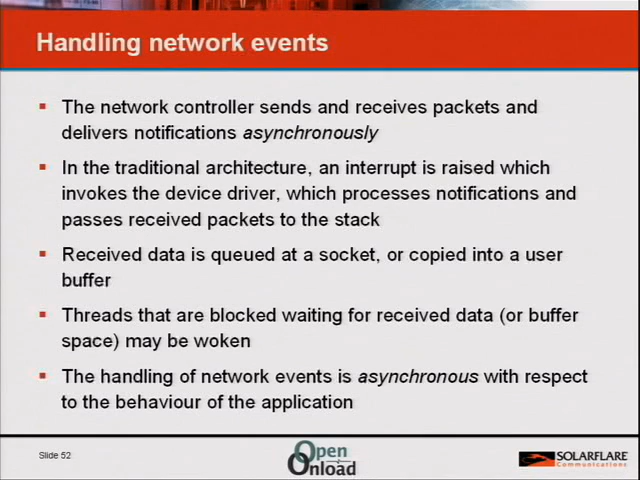 Handling network events
The network controller sends and receives packets and
delivers notifications asynchronously
In the traditional architecture, an interrupt is raised which
invokes the device driver, which processes notifications and
passes received packets to the stack
Received data is queued at a socket, or copied into a user
buffer
Threads that are blocked waiting for received data (or buffer
space) may be woken
The handling of network events is asynchronous with respect
to the behaviour of the application
Slide 52
Open
Onload
SOLARFLARE
Communications